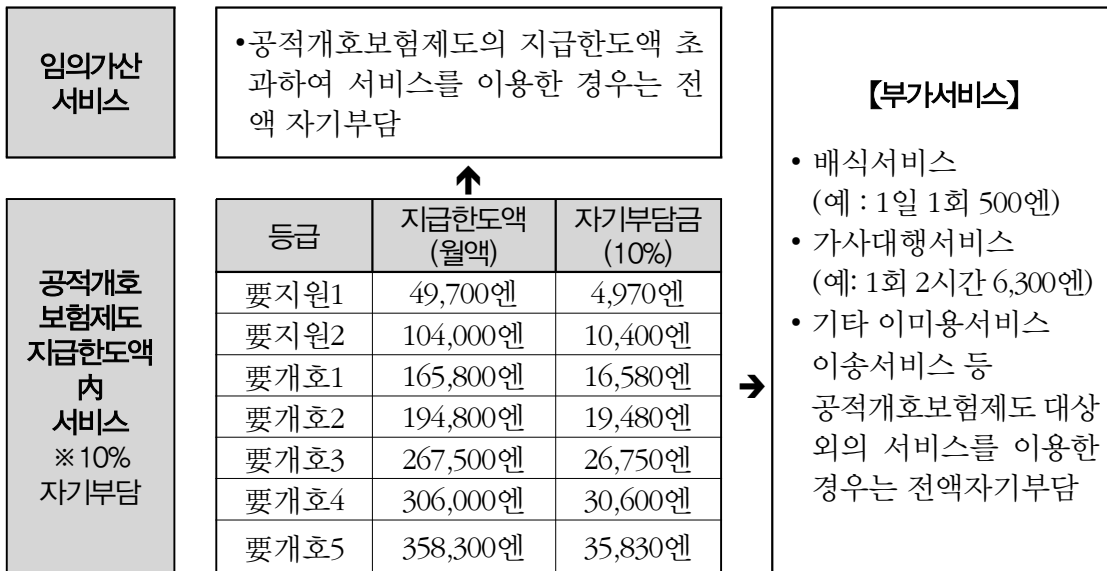 임의가산
서비스
•공적개호보험제도의 지급한도액 초
과하여 서비스를 이용한 경우는 전
액 자기부담
공적개호
보험제도
지급한도액
內
서비스
※10%
자기부담
등급 지급한도액 (월액) 자기부담금 (10%)
要지원1 49,700엔 4,970엔
要지원2 104,000엔 10,400엔
要개호1 165,800엔 16,580엔
要개호2 194,800엔 19,480엔
要개호3 267,500엔 26,750엔
要개호4 306,000엔 30,600엔
要개호5 358,300엔 35,830엔
【부가서비스】
• 배식서비스
(예 : 1일 1회 500엔)
• 가사대행서비스
(예: 1회 2시간 6,300엔)
• 기타 이미용서비스
이송서비스 등
공적개호보험제도 대상
외의 서비스를 이용한
경우는 전액자기부담